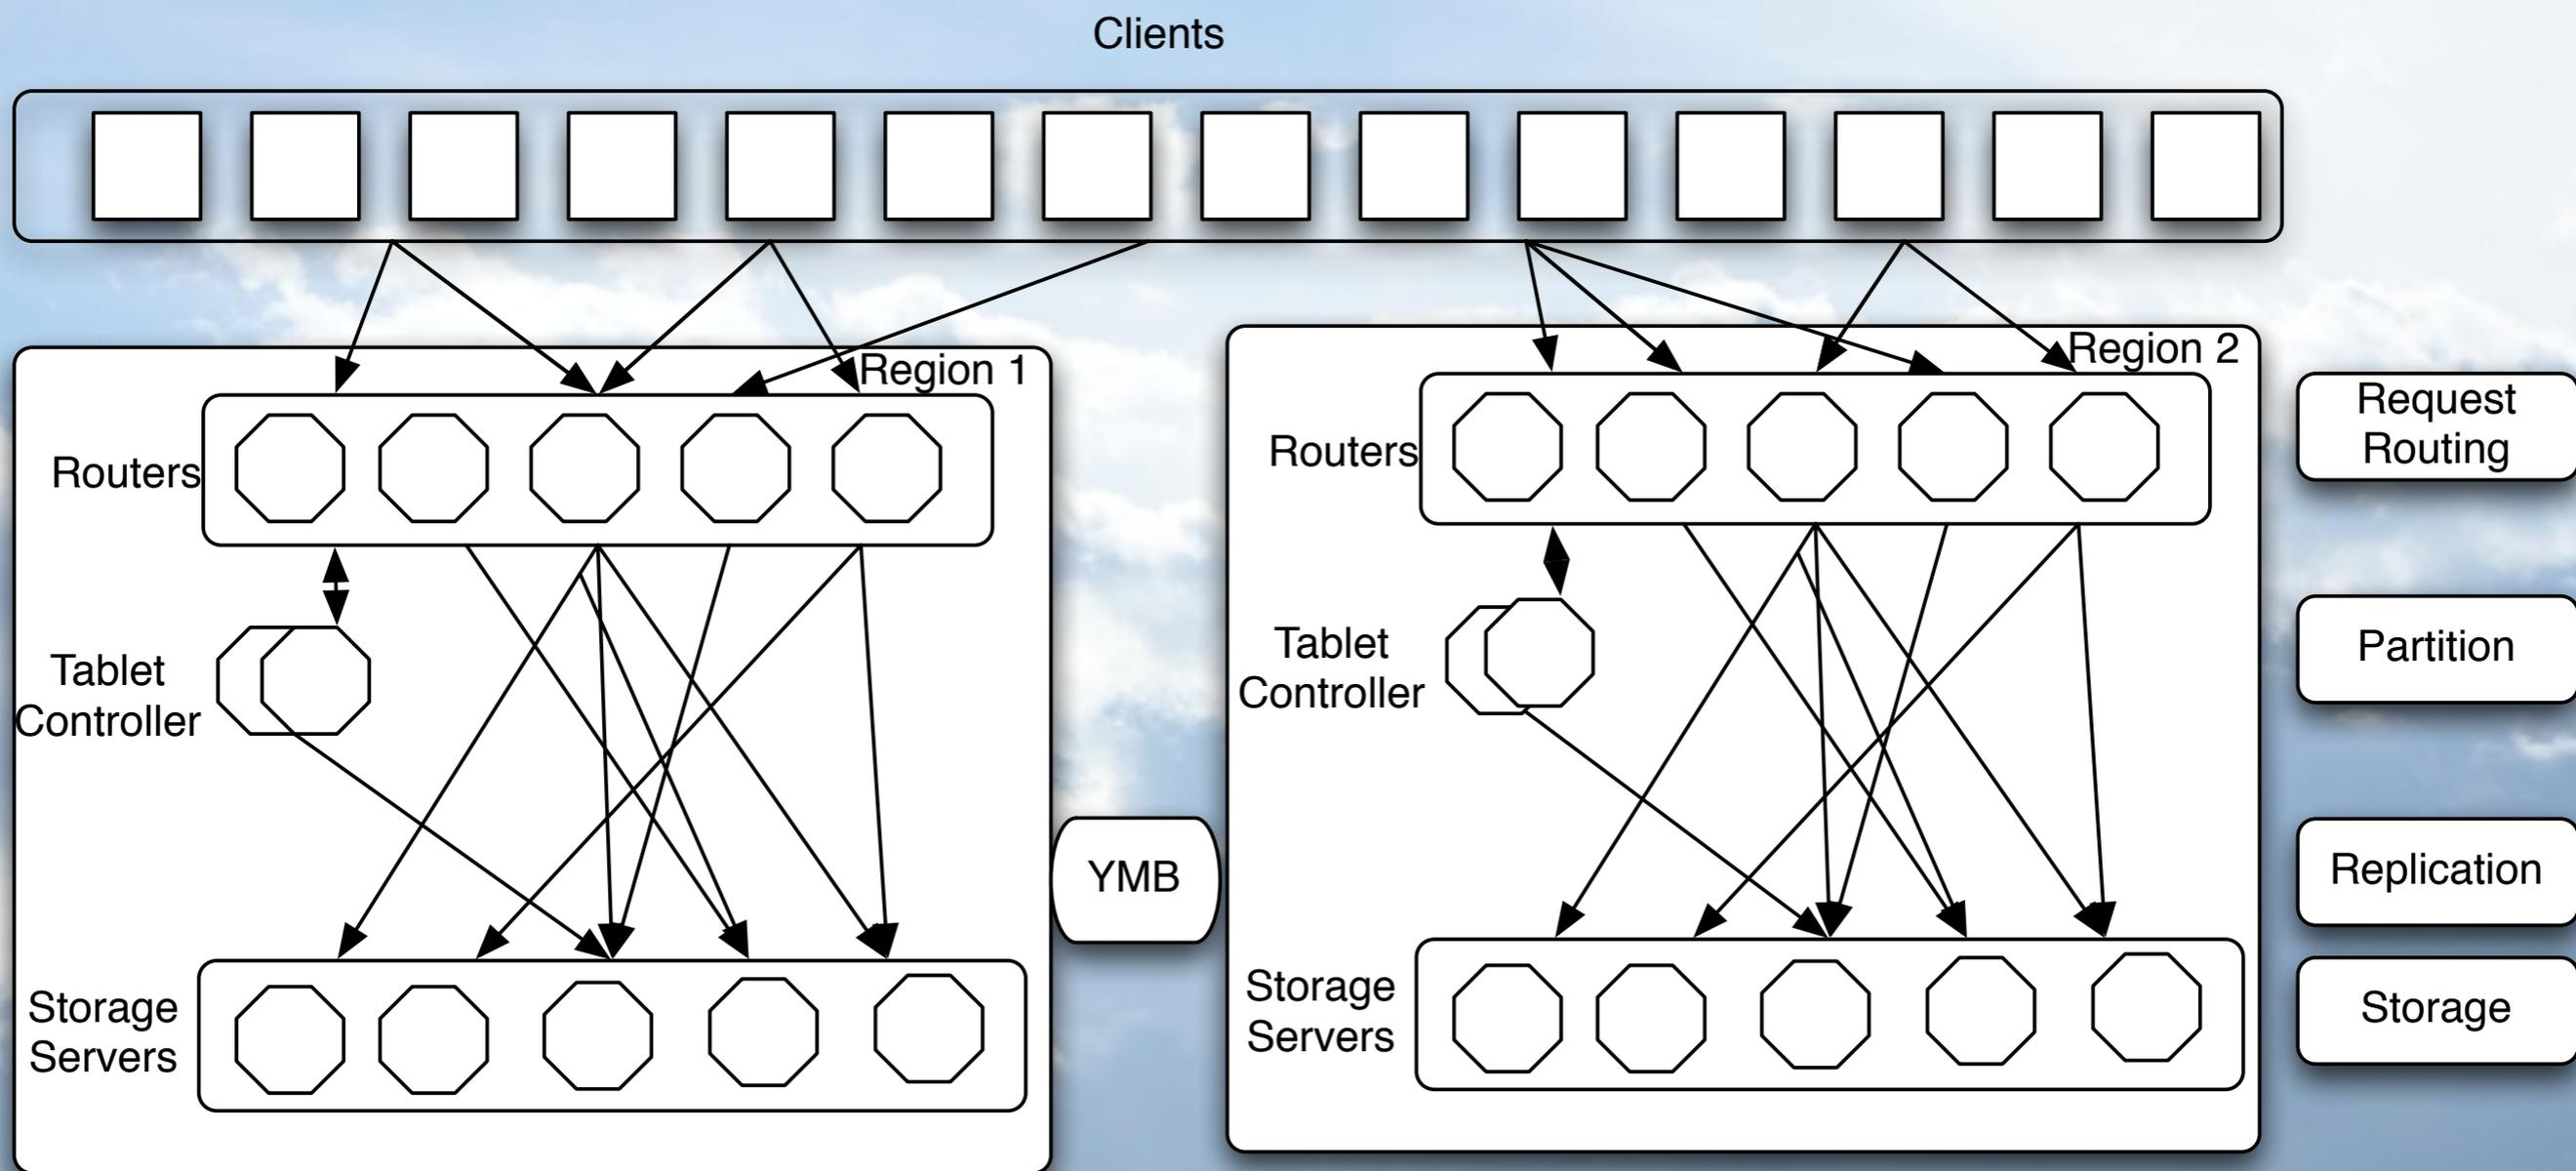 Clients
Region 1
Routers
Tablet
Controller
Storage
Servers
YMB
Region 2
Routers
Tablet
Controller
Storage
Servers
Request
Routing
Partition
Replication
Storage